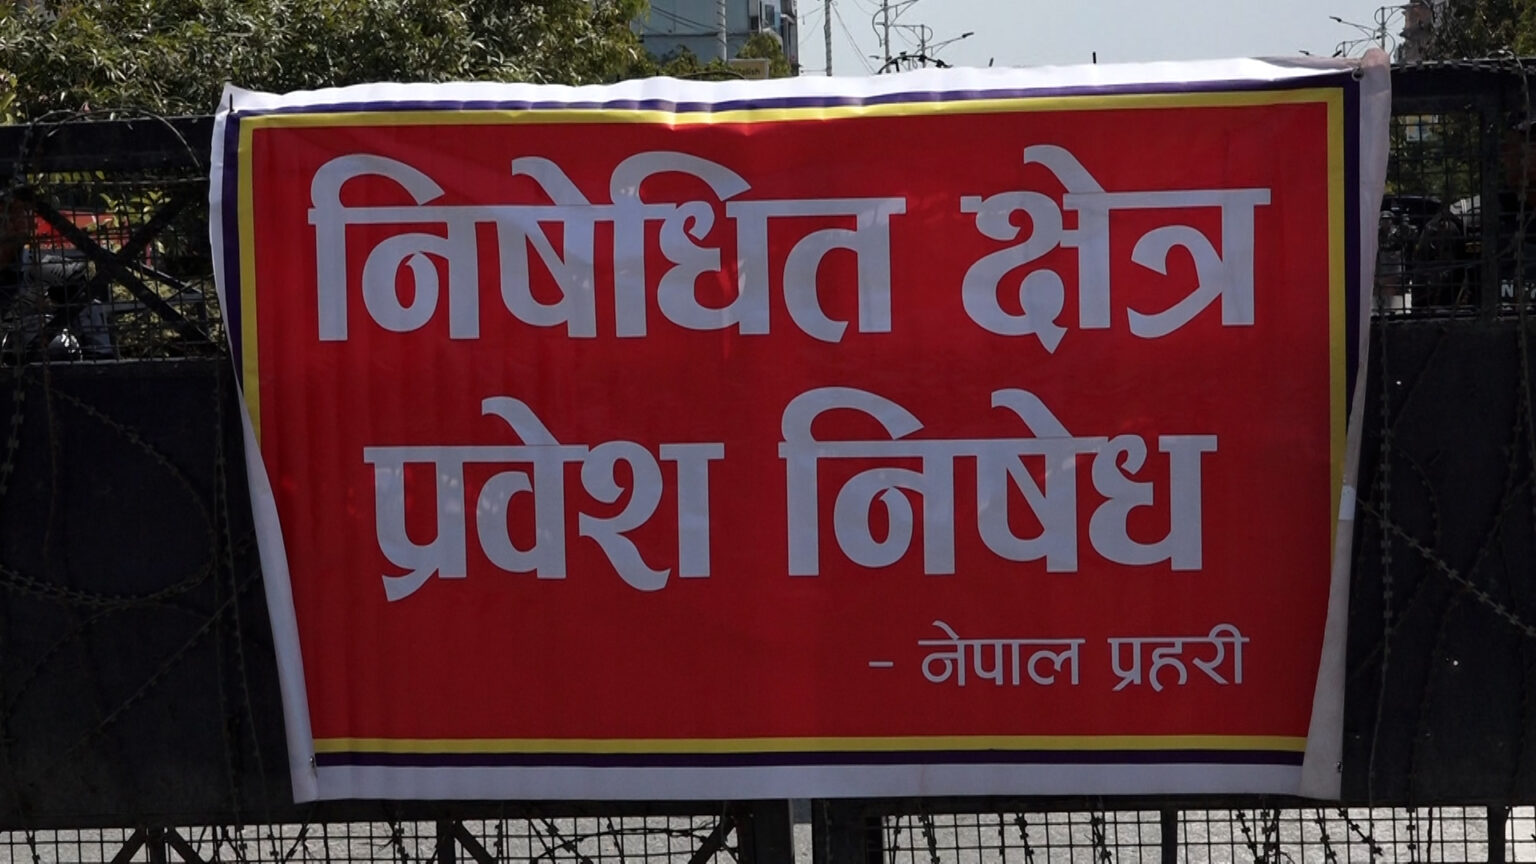 निषेधित क्षेत्र
प्रवेश निषेध
- नेपाल प्रहरी